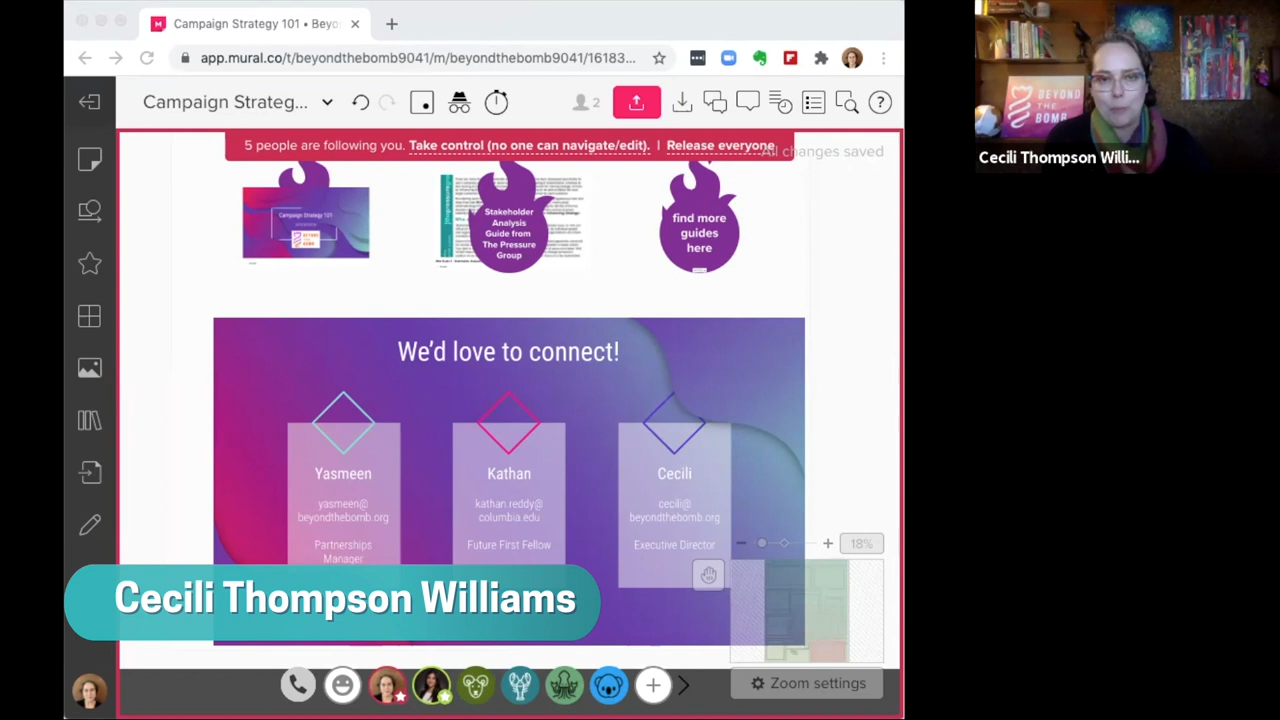 Campaign Strategy 101 • Beyo
app.mural.co/t/beyondthebomb9041/m/beyondthebomb9041/16183...
Campaign Strateg...
2
5 people are following you. Take control (no one can navigate/edit). | Release everyone
All changes saved
Campaign Strategy 101
BEYOND THE BOMB
Stakeholder
Analysis
Guide from
The Pressure
Group
find more
guides
here
We'd love to connect!
Yasmeen
yasmeen@
beyondthebomb.org
Partnerships
Manager
Kathan
kathan.reddy@
columbia.edu
Future First Fellow
Cecili
cecili@
beyondthebomb.org
Executive Director
18%
Cecili Thompson Williams
Zoom settings
BEYOND
THE
BOMB
Cecili Thompson Willi...